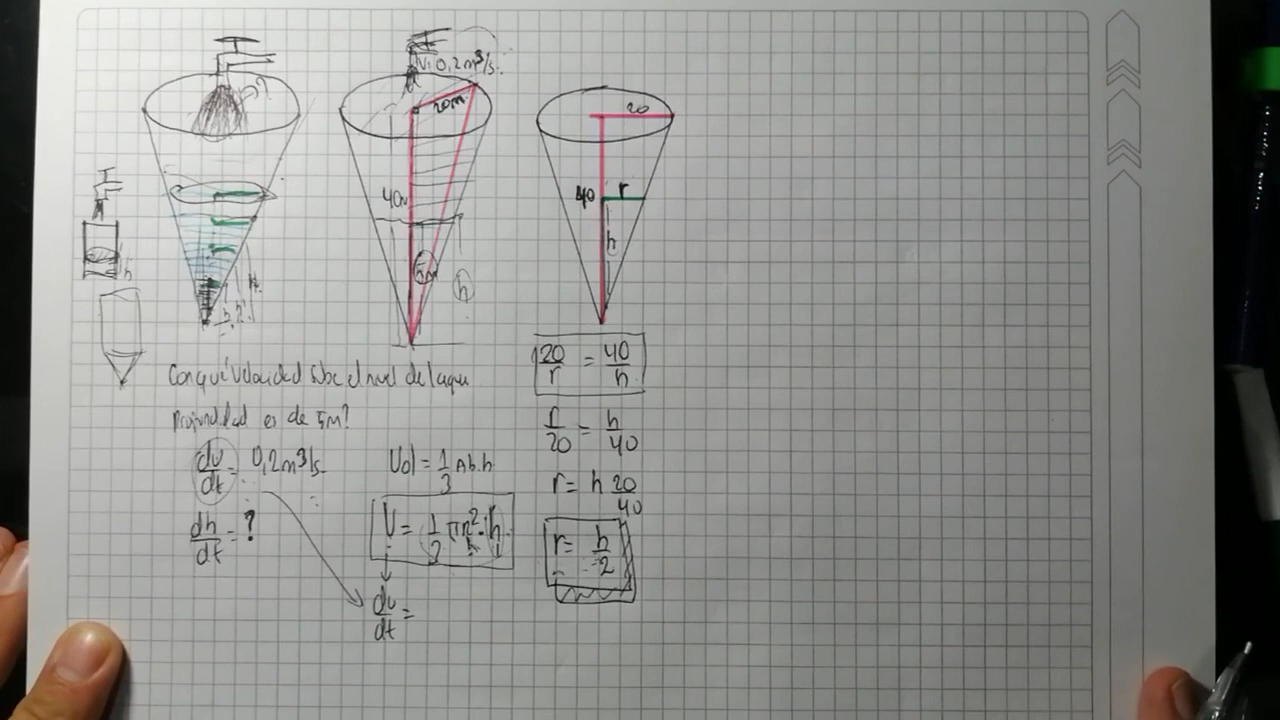 V: 0,2m³/s.
20m
40m
5m
h
20
40
r
h
h
Con qué Velocidad sube el nivel del agua
profundidad es de 5m?
dv/dt = 0,2m³/s
dh/dt = ?
Vol = 1/3 Ab.h
V = 1/3 πr².h
dv/dt =
20/r = 40/h
r/20 = h/40
r = h 20/40
r = h/2